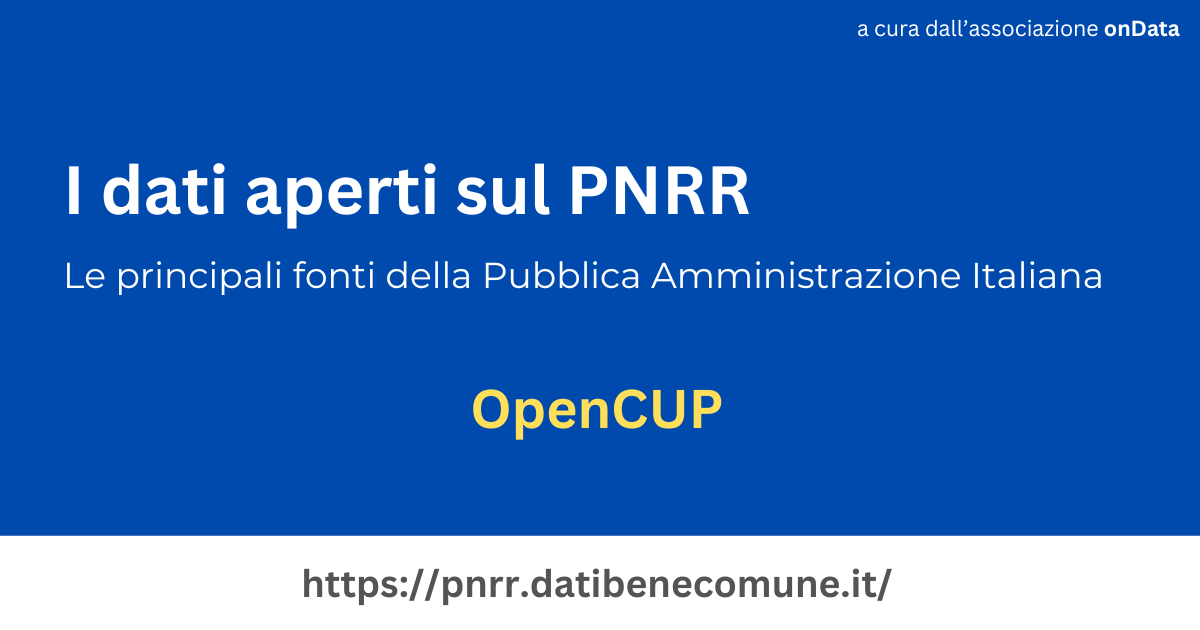 a cura dall’associazione onData
I dati aperti sul PNRR
Le principali fonti della Pubblica Amministrazione Italiana
OpenCUP
https://pnrr.datibenecomune.it/